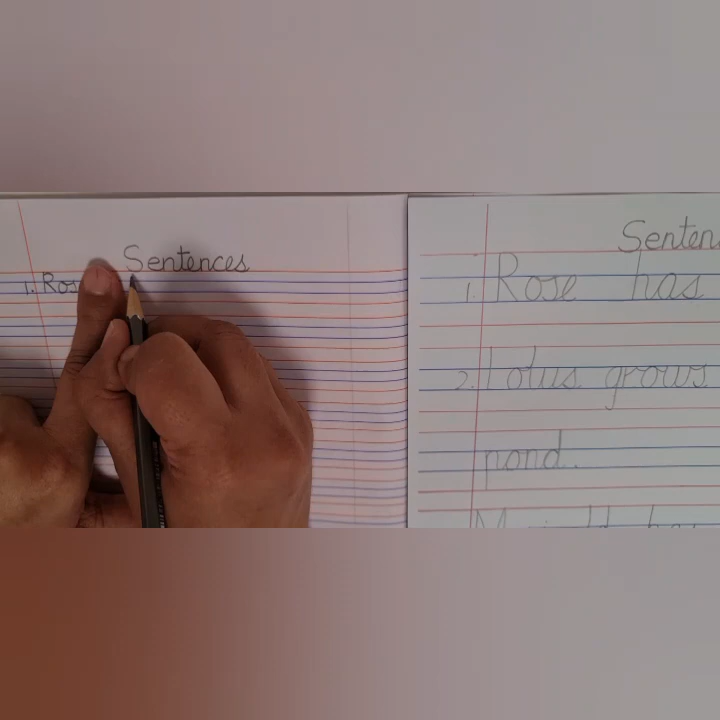 Sentences
1. Ros
Senten
1. Rose has
2. Lotus grows
pond.